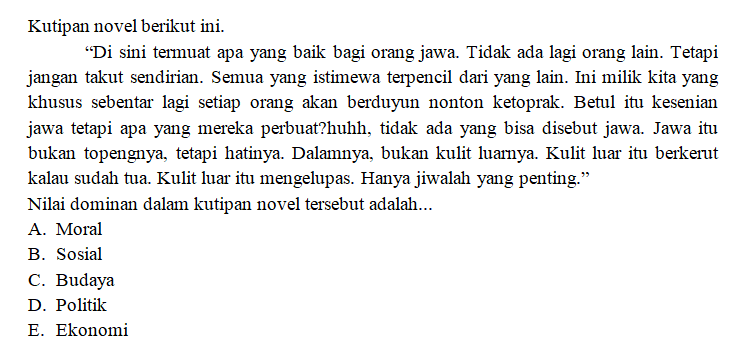 Kutipan novel berikut ini.
“Di sini termuat apa yang baik bagi orang jawa. Tidak ada lagi orang lain. Tetapi
jangan takut sendirian. Semua yang istimewa terpencil dari yang lain. Ini milik kita yang
khusus sebentar lagi setiap orang akan berduyun nonton ketoprak. Betul itu kesenian
jawa tetapi apa yang mereka perbuat?huhh, tidak ada yang bisa disebut jawa. Jawa itu
bukan topengnya, tetapi hatinya. Dalamnya, bukan kulit luarnya. Kulit luar itu berkerut
kalau sudah tua. Kulit luar itu mengelupas. Hanya jiwalah yang penting.”
Nilai dominan dalam kutipan novel tersebut adalah...
A. Moral
B. Sosial
C. Budaya
D. Politik
E. Ekonomi